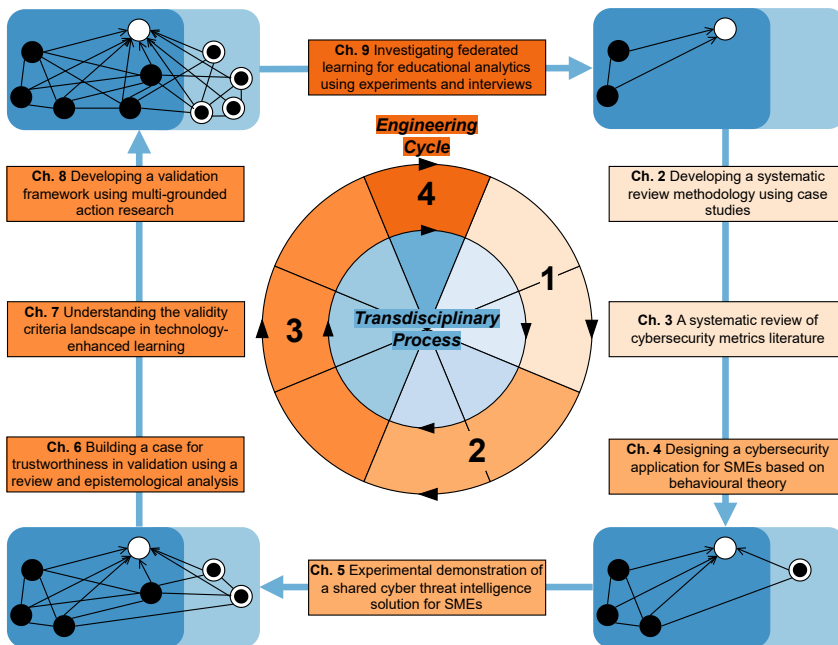 Ch. 9 Investigating federated
learning for educational analytics
using experiments and interviews
Engineering
Cycle
Ch. 8 Developing a validation
framework using multi-grounded
action research
Ch. 2 Developing a systematic
review methodology using case
studies
4
1
Ch. 7 Understanding the validity
criteria landscape in technology-
enhanced learning
3
Transdisciplinary
Process
Ch. 3 A systematic review of
cybersecurity metrics literature
Ch. 6 Building a case for
trustworthiness in validation using a
review and epistemological analysis
2
Ch. 4 Designing a cybersecurity
application for SMEs based on
behavioural theory
Ch. 5 Experimental demonstration of
a shared cyber threat intelligence
solution for SMEs